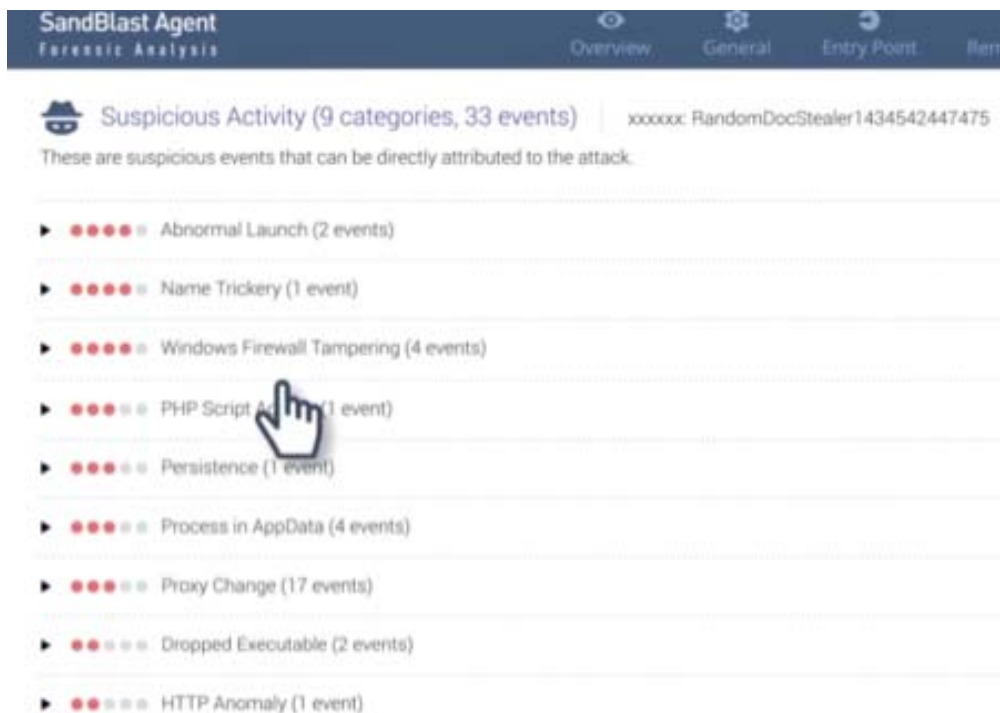 SandBlast Agent
Forensic Analysis
Overview
General
Entry Point
Suspicious Activity (9 categories, 33 events)
xxxxxx: RandomDocStealer1434542447475
These are suspicious events that can be directly attributed to the attack.
Abnormal Launch (2 events)
Name Trickery (1 event)
Windows Firewall Tampering (4 events)
PHP Script (1 event)
Persistence (1 event)
Process in AppData (4 events)
Proxy Change (17 events)
Dropped Executable (2 events)
HTTP Anomaly (1 event)